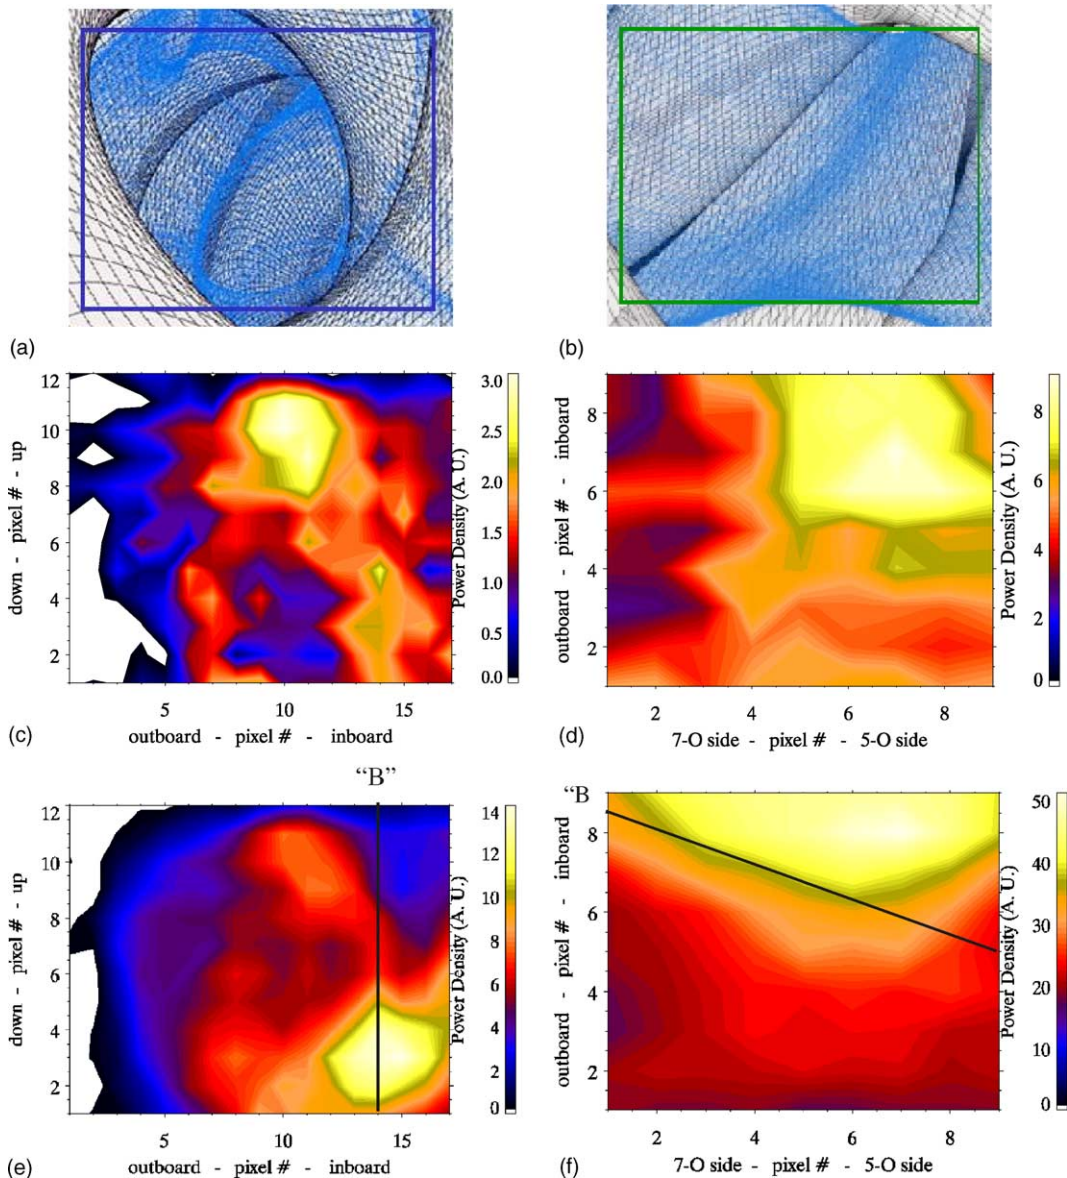 (a)
(b)
12
10
8
6
4
2
down - pixel # - up
5 10 15
outboard - pixel # - inboard
3.0
2.5
2.0
1.5
1.0
0.5
0.0
Power Density (A. U.)
(c)
8
6
4
2
outboard - pixel # - inboard
2 4 6 8
7-O side - pixel # - 5-O side
8
6
4
2
0
Power Density (A. U.)
(d)
“B”
12
10
8
6
4
2
down - pixel # - up
5 10 15
outboard - pixel # - inboard
14
12
10
8
6
4
2
0
Power Density (A. U.)
(e)
“B
8
6
4
2
outboard - pixel # - inboard
2 4 6 8
7-O side - pixel # - 5-O side
50
40
30
20
10
0
Power Density (A. U.)
(f)